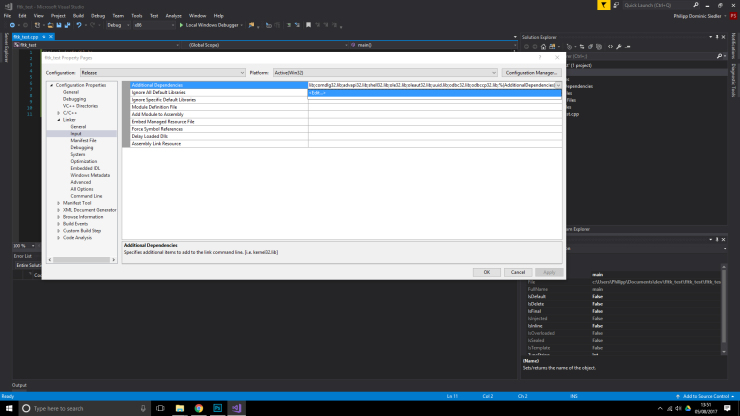 fltk_test - Microsoft Visual Studio
Quick Launch (Ctrl+Q)
File Edit View Project Build Debug Team Tools Test Analyze Window Help
Philipp Dominic Siedler
PS
Debug x86 Local Windows Debugger
fltk_test.cpp
Solution Explorer
fltk_test (Global Scope) main()
Server Explorer
Notifications
Diagnostic Tools
fltk_test Property Pages
Configuration: Release
Platform: Active(Win32)
Configuration Manager...
Configuration Properties
General
Debugging
VC++ Directories
C/C++
Linker
General
Input
Manifest File
Debugging
System
Optimization
Embedded IDL
Windows Metadata
Advanced
All Options
Command Line
Manifest Tool
XML Document Generator
Browse Information
Build Events
Custom Build Step
Code Analysis
Additional Dependencies
lib;comdlg32.lib;advapi32.lib;shell32.lib;ole32.lib;oleaut32.lib;uuid.lib;odbc32.lib;odbccp32.lib;%(AdditionalDependencies)
<Edit...>
Ignore All Default Libraries
Ignore Specific Default Libraries
Module Definition File
Add Module to Assembly
Embed Managed Resource File
Force Symbol References
Delay Loaded Dlls
Assembly Link Resource
Additional Dependencies
Specifies additional items to add to the link command line. [i.e. kernel32.lib]
OK Cancel Apply
100 %
Error List
Entire Solution
main
File c:\Users\Philipp\Documents\dev\fltk_test\fltk_test\fltk_tes
FullName main
IsDefault False
IsDelete False
IsFinal False
IsInjected False
IsInline False
IsOverloaded False
IsSealed False
IsTemplate False
(Name)
Sets/returns the name of the object.
Output
Ready
Ln 11 Col 2 Ch 2 INS
Add to Source Control
Type here to search
13:51
05/08/2017